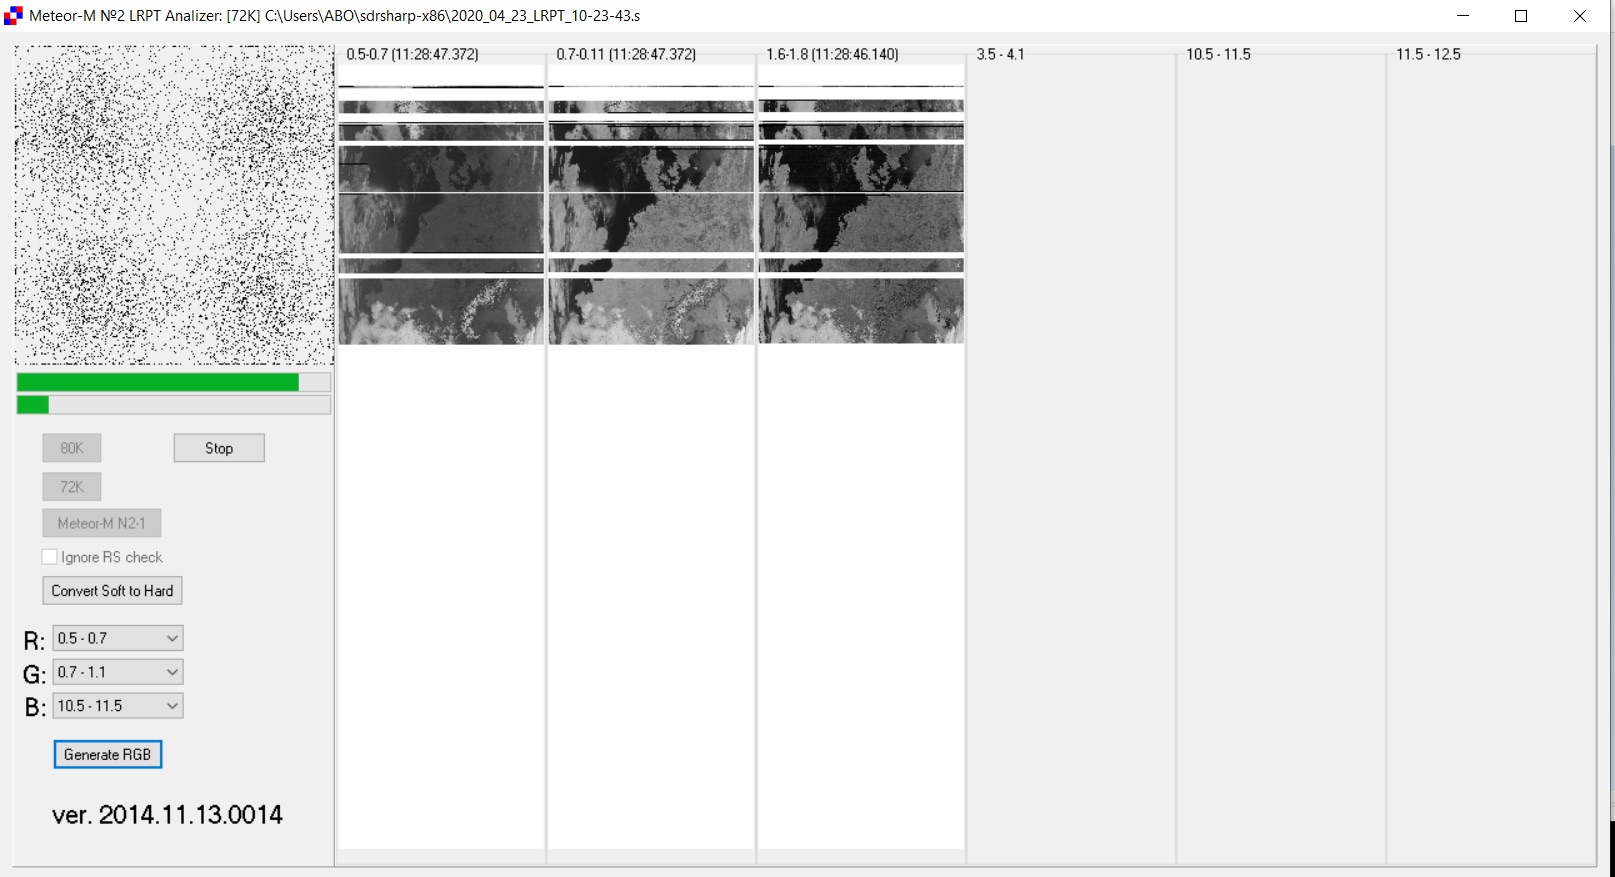 Meteor-M №2 LRPT Analizer: [72K] C:\Users\ABO\sdrsharp-x86\2020_04_23_LRPT_10-23-43.s
0.5-0.7 (11:28:47.372)
0.7-0.11 (11:28:47.372)
1.6-1.8 (11:28:46.140)
3.5 - 4.1
10.5 - 11.5
11.5 - 12.5
80K
Stop
72K
Meteor-M N2-1
Ignore RS check
Convert Soft to Hard
R: 0.5 - 0.7
G: 0.7 - 1.1
B: 10.5 - 11.5
Generate RGB
ver. 2014.11.13.0014